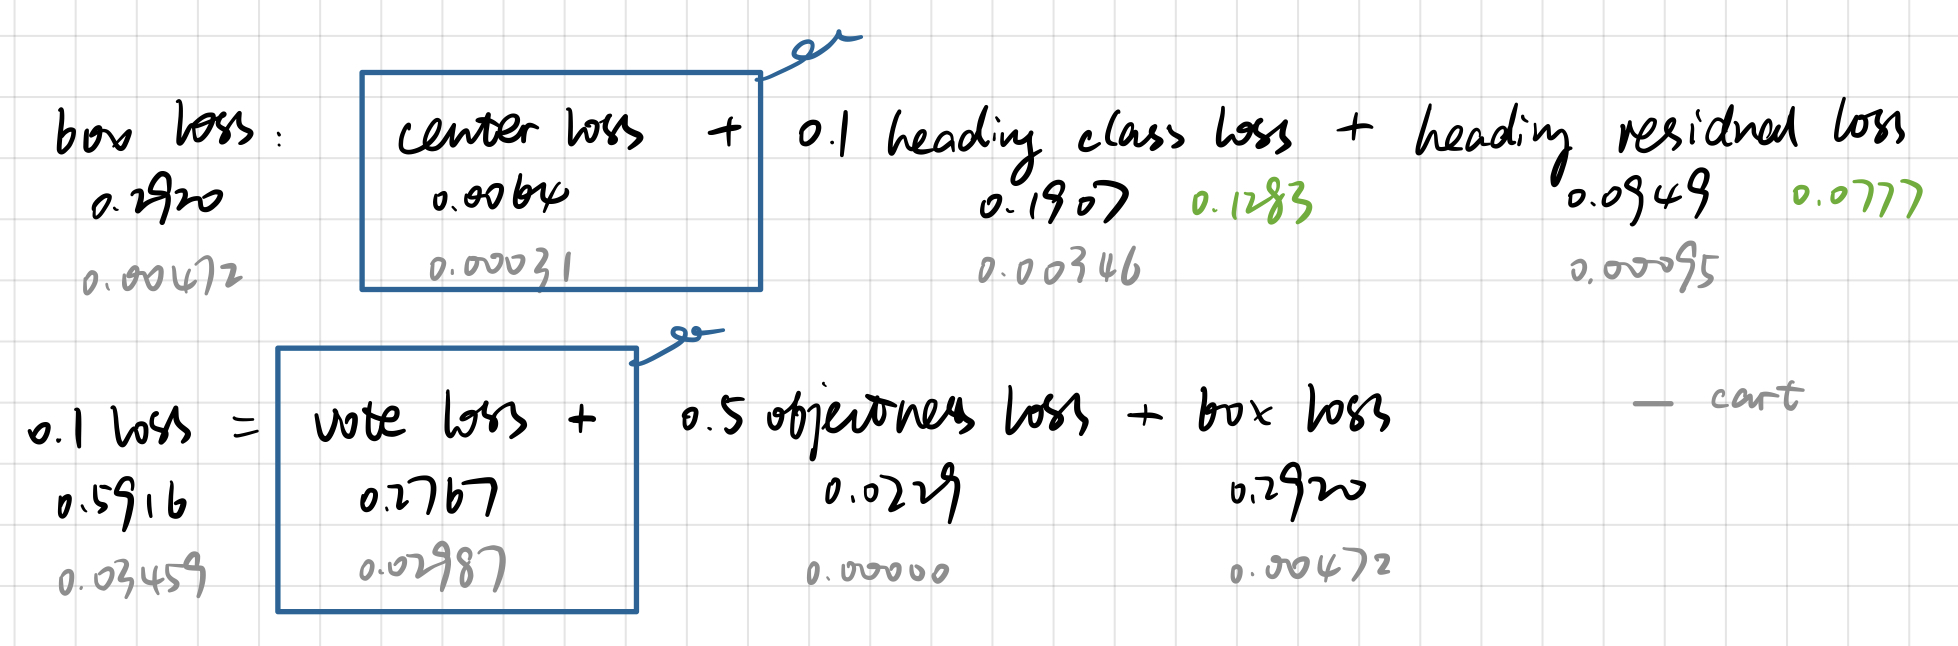 box loss: center loss + 0.1 heading class loss + heading residual loss
0.2920 0.0064 0.1907 0.1283 0.0949 0.0777
0.00472 0.00031 0.00346 0.00095
0.1 loss = vote loss + 0.5 objectness loss + box loss — cart
0.5916 0.2767 0.0229 0.2920
0.03459 0.02987 0.00000 0.00472